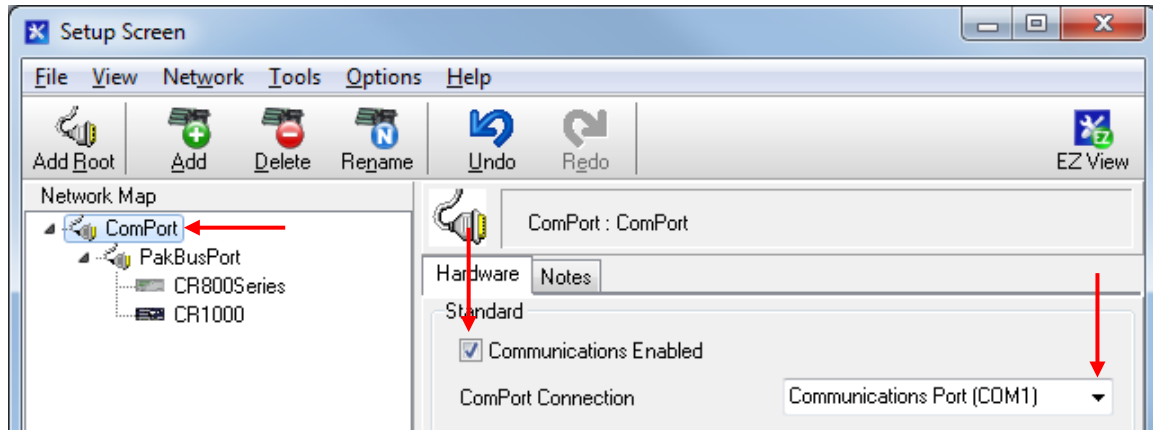 Setup Screen
File View Network Tools Options Help
Add Root Add Delete Rename Undo Redo EZ View
Network Map
ComPort
PakBusPort
CR800Series
CR1000
ComPort : ComPort
Hardware Notes
Standard
Communications Enabled
ComPort Connection Communications Port (COM1)